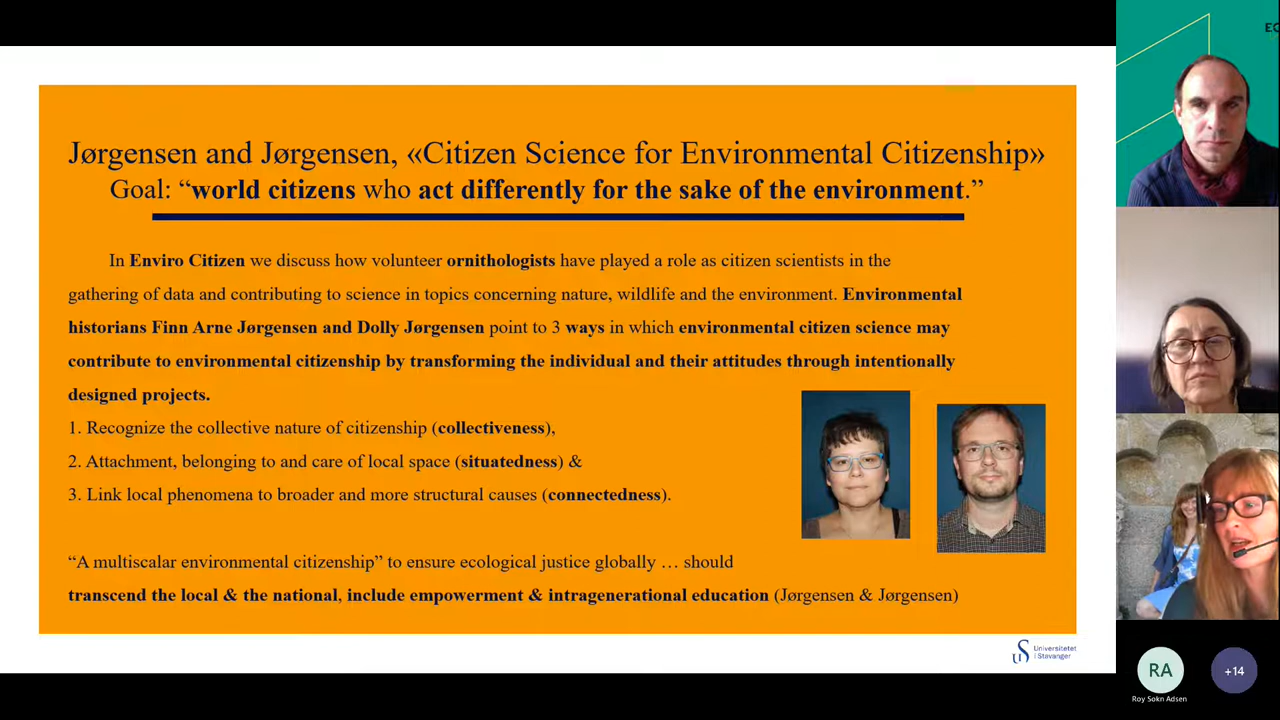 Jørgensen and Jørgensen, «Citizen Science for Environmental Citizenship»
Goal: “world citizens who act differently for the sake of the environment.”
In Enviro Citizen we discuss how volunteer ornithologists have played a role as citizen scientists in the
gathering of data and contributing to science in topics concerning nature, wildlife and the environment. Environmental
historians Finn Arne Jørgensen and Dolly Jørgensen point to 3 ways in which environmental citizen science may
contribute to environmental citizenship by transforming the individual and their attitudes through intentionally
designed projects.
1. Recognize the collective nature of citizenship (collectiveness),
2. Attachment, belonging to and care of local space (situatedness) &
3. Link local phenomena to broader and more structural causes (connectedness).
“A multiscalar environmental citizenship” to ensure ecological justice globally … should
transcend the local & the national, include empowerment & intragenerational education (Jørgensen & Jørgensen)
Universitetet
i Stavanger
RA
Roy Sokn Adsen
+14